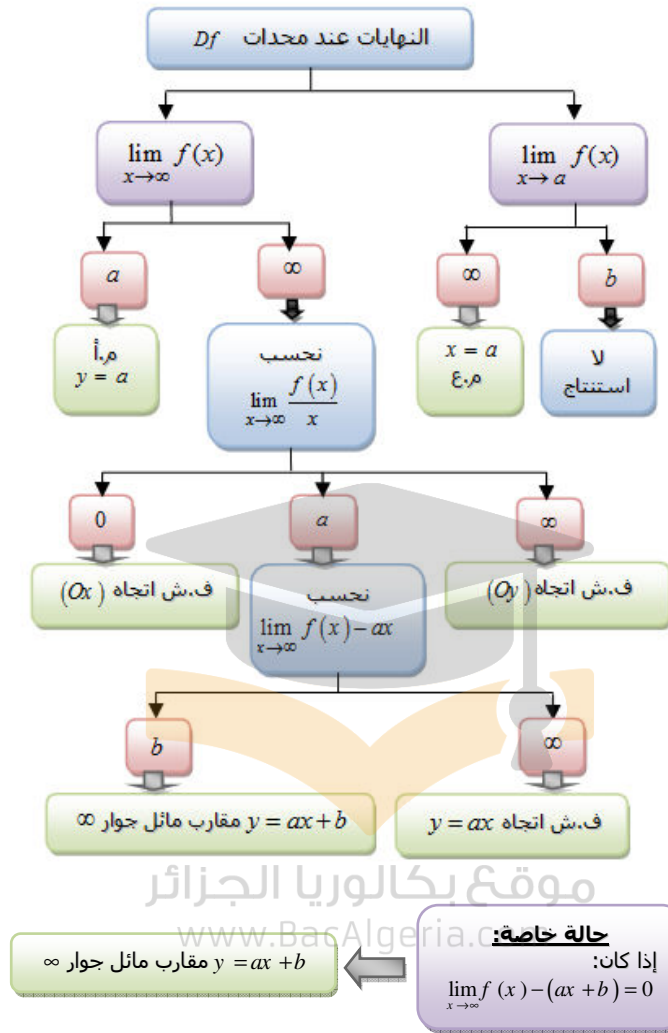 النهايات عند محدات Df
lim f(x) x→a
lim f(x) x→∞
b
∞
∞
a
لا
استنتاج
x = a
م.ع
نحسب
lim f(x)/x x→∞
م.أ
y = a
∞
a
0
ف.ش اتجاه (Oy)
نحسب
lim f(x) − ax x→∞
ف.ش اتجاه (Ox)
∞
b
ف.ش اتجاه y = ax
y = ax + b مقارب مائل جوار ∞
موقع بكالوريا الجزائر
www.BacAlgeria.com
حالة خاصة:
إذا كان:
lim f(x) − (ax + b) = 0 x→∞
y = ax + b مقارب مائل جوار ∞